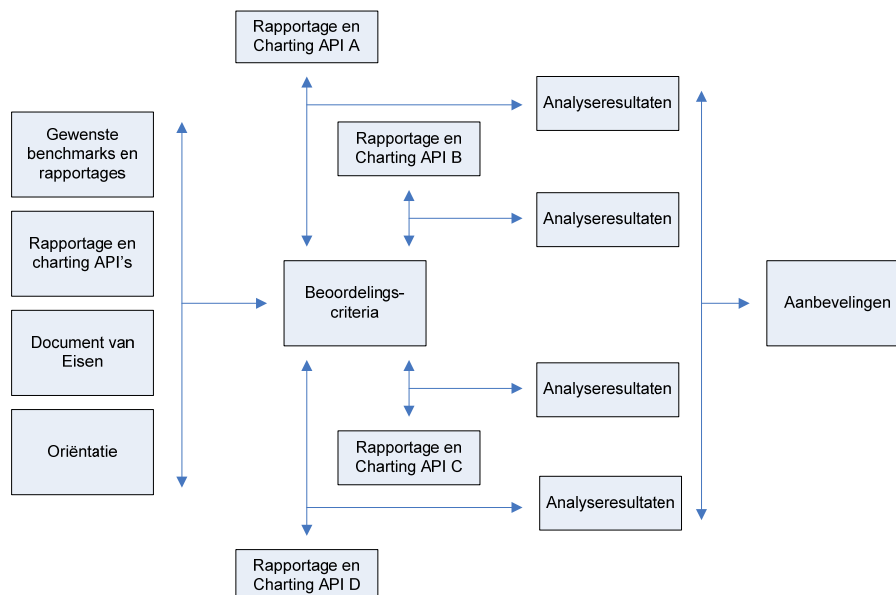 Rapportage en
Charting API A
Analyseresultaten
Gewenste
benchmarks en
rapportages
Rapportage en
Charting API B
Analyseresultaten
Rapportage en
charting API's
Beoordelings-
criteria
Aanbevelingen
Document van
Eisen
Analyseresultaten
Oriëntatie
Rapportage en
Charting API C
Analyseresultaten
Rapportage en
Charting API D